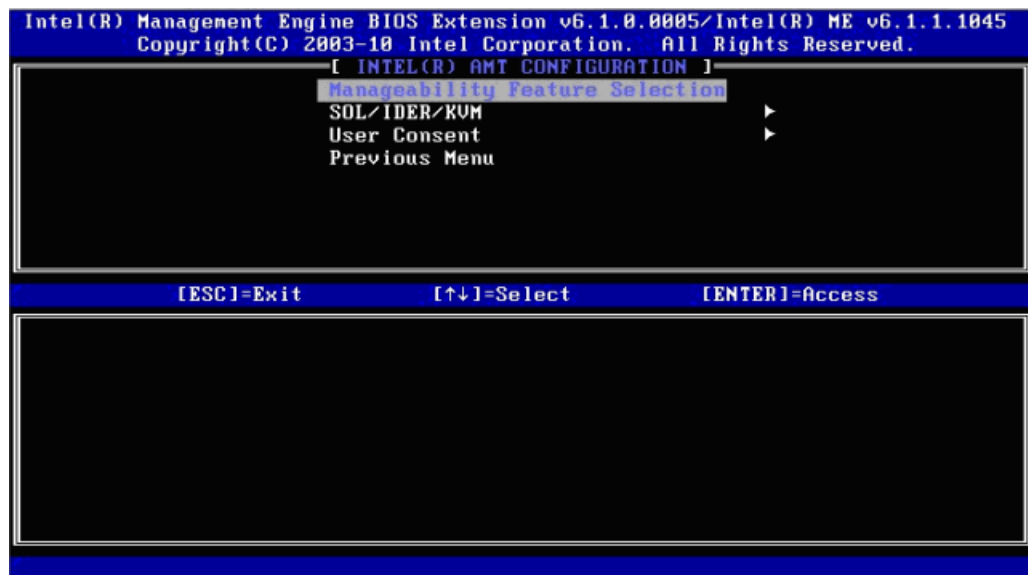 Intel(R) Management Engine BIOS Extension v6.1.0.0005/Intel(R) ME v6.1.1.1045
Copyright(C) 2003-10 Intel Corporation. All Rights Reserved.
[ INTEL(R) AMT CONFIGURATION ]
Manageability Feature Selection
SOL/IDER/KVM ►
User Consent ►
Previous Menu
[ESC]=Exit [↑↓]=Select [ENTER]=Access